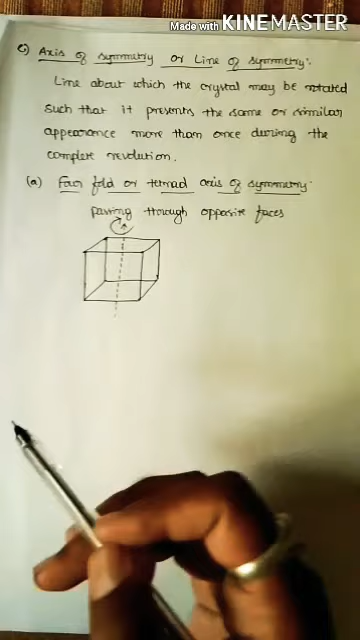 Made with KINEMASTER
c) Axis of symmetry or Line of symmetry:
Line about which the crystal may be rotated
such that it presents the same or similar
appearance more than once during the
complete revolution.
(a) Four fold or tetrad axis of symmetry
passing through opposite faces